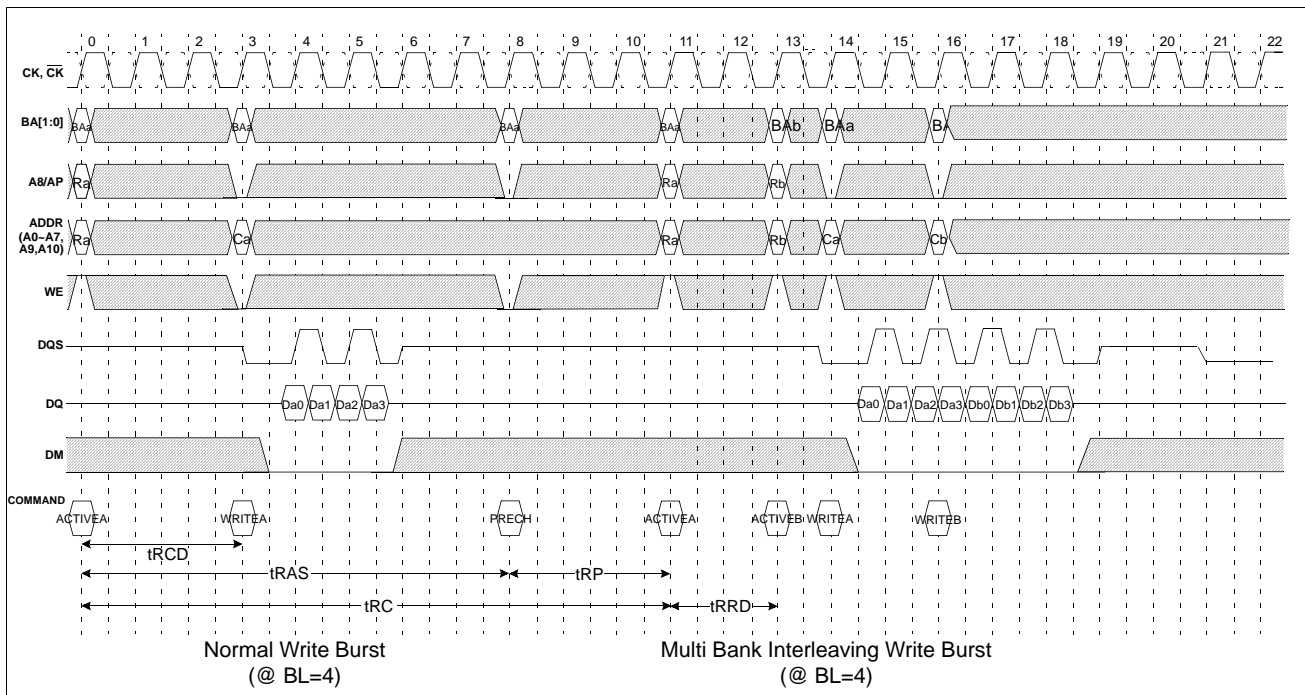 0 1 2 3 4 5 6 7 8 9 10 11 12 13 14 15 16 17 18 19 20 21 22
CK, CK
BA[1:0] BAa BAa BAa BAa BAb BAa BA
A8/AP Ra Ra Rb
ADDR
(A0~A7,
A9,A10)
Ra Ca Ra Rb Ca Cb
WE
DQS
DQ Da0 Da1 Da2 Da3 Da0 Da1 Da2 Da3 Db0 Db1 Db2 Db3
DM
COMMAND
ACTIVEA WRITEA PRECH ACTIVEA ACTIVEB WRITEA WRITEB
tRCD
tRAS tRP
tRC tRRD
Normal Write Burst Multi Bank Interleaving Write Burst
(@ BL=4) (@ BL=4)